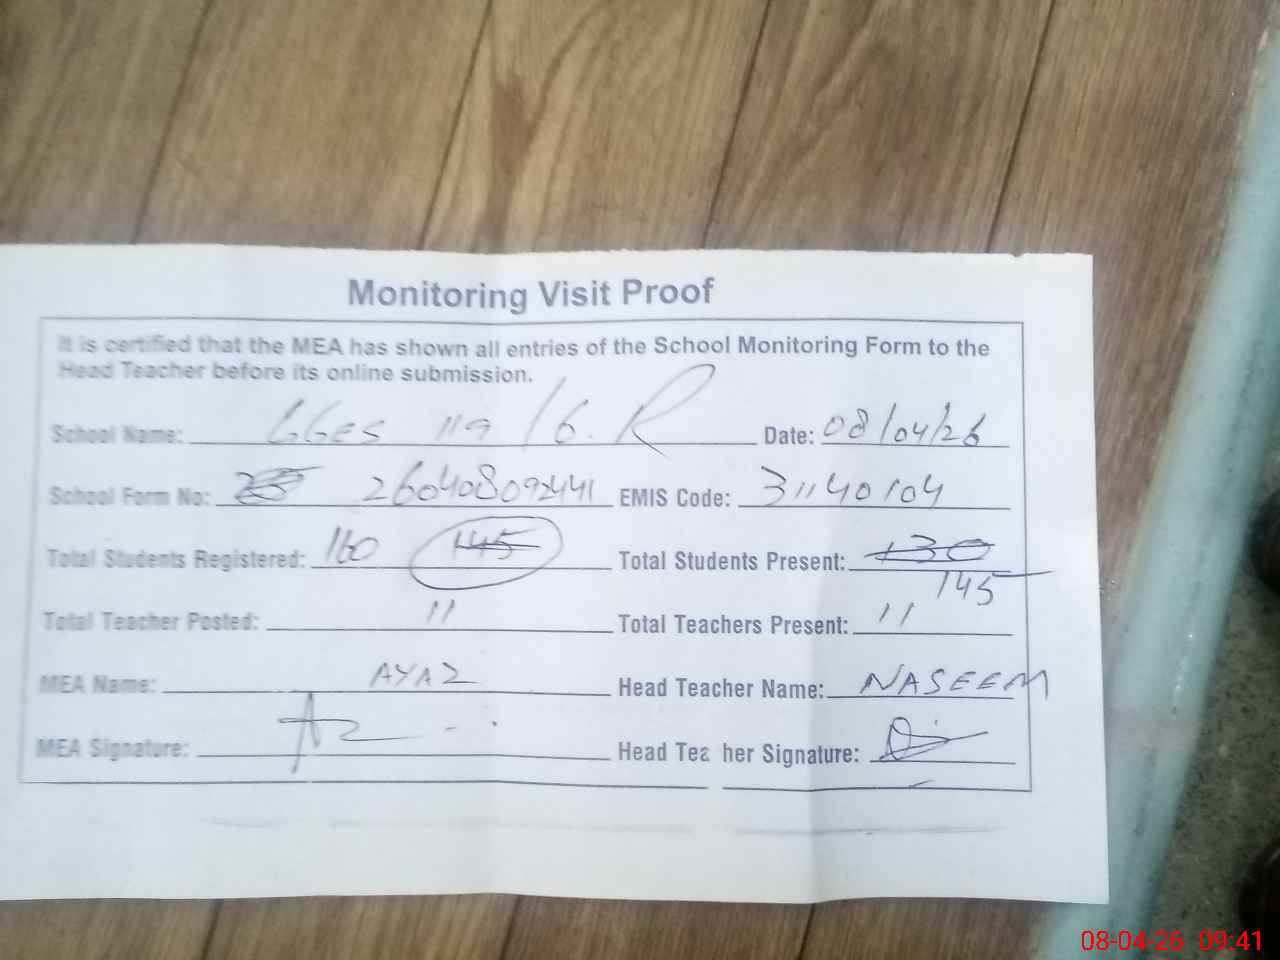 Monitoring Visit Proof
It is certified that the MEA has shown all entries of the School Monitoring Form to the
Head Teacher before its online submission.
School Name: GGES 119/6.R Date: 08/04/26
School Form No: 260408092441 EMIS Code: 31140104
Total Students Registered: 160 145 Total Students Present: 130
145
Total Teacher Posted: 11 Total Teachers Present: 11
MEA Name: AYAZ Head Teacher Name: NASEEM
MEA Signature: Head Teacher Signature:
08-04-26 09:41